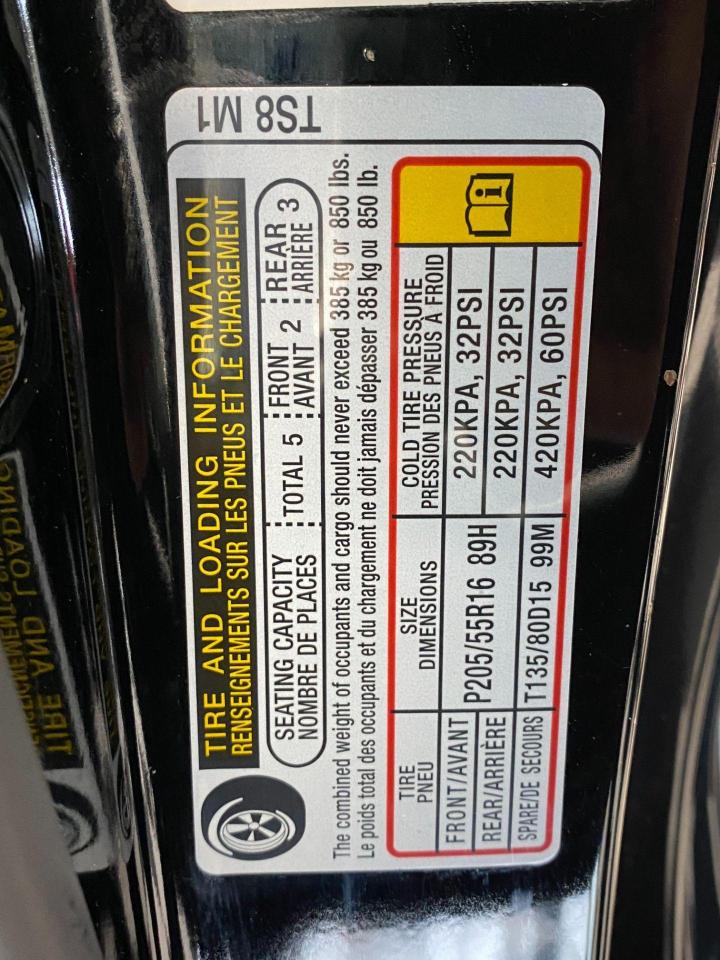 TS8 M1
TIRE AND LOADING INFORMATION
RENSEIGNEMENTS SUR LES PNEUS ET LE CHARGEMENT
SEATING CAPACITY TOTAL 5 FRONT 2 REAR 3
NOMBRE DE PLACES AVANT ARRIÈRE
The combined weight of occupants and cargo should never exceed 385 kg or 850 lbs.
Le poids total des occupants et du chargement ne doit jamais dépasser 385 kg ou 850 lb.
TIRE SIZE COLD TIRE PRESSURE
PNEU DIMENSIONS PRESSION DES PNEUS À FROID
FRONT/AVANT P205/55R16 89H 220KPA, 32PSI
REAR/ARRIÈRE 220KPA, 32PSI
SPARE/DE SECOURS T135/80D15 99M 420KPA, 60PSI
TIRE AND LOADING